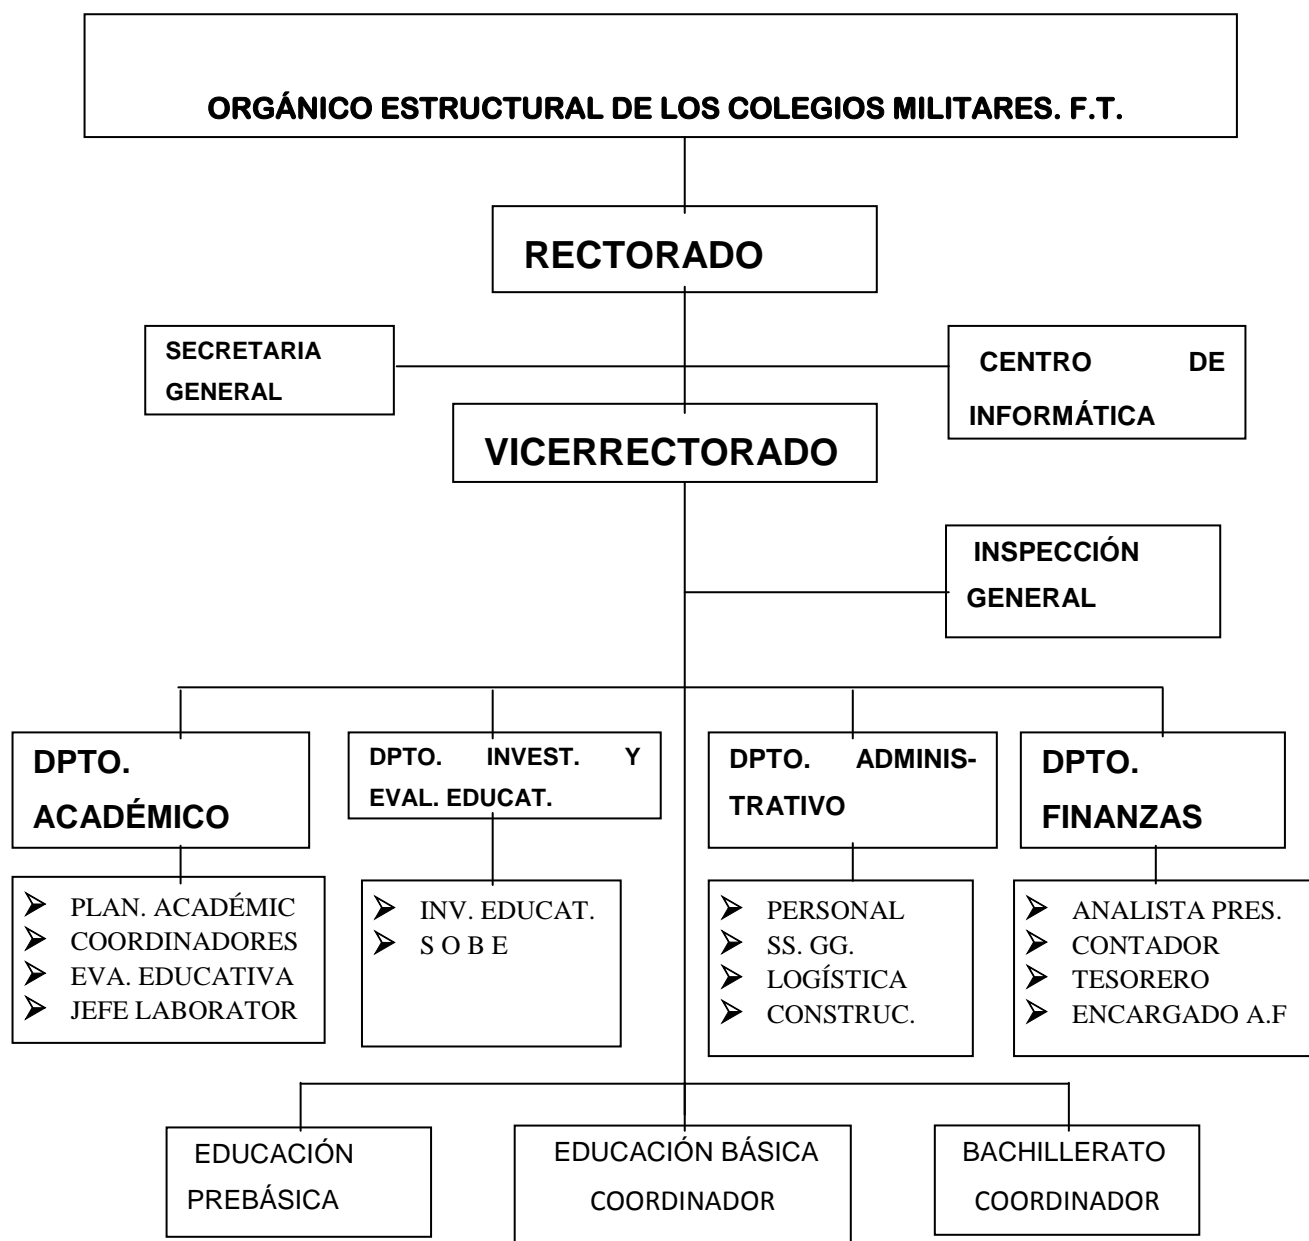 ORGÁNICO ESTRUCTURAL DE LOS COLEGIOS MILITARES. F.T.
RECTORADO
SECRETARIA
GENERAL
CENTRO DE
INFORMÁTICA
VICERRECTORADO
INSPECCIÓN
GENERAL
DPTO.
ACADÉMICO
DPTO. INVEST. Y
EVAL. EDUCAT.
DPTO. ADMINIS-
TRATIVO
DPTO.
FINANZAS
PLAN. ACADÉMIC
COORDINADORES
EVA. EDUCATIVA
JEFE LABORATOR
INV. EDUCAT.
S O B E
PERSONAL
SS. GG.
LOGÍSTICA
CONSTRUC.
ANALISTA PRES.
CONTADOR
TESORERO
ENCARGADO A.F
EDUCACIÓN
PREBÁSICA
EDUCACIÓN BÁSICA
COORDINADOR
BACHILLERATO
COORDINADOR